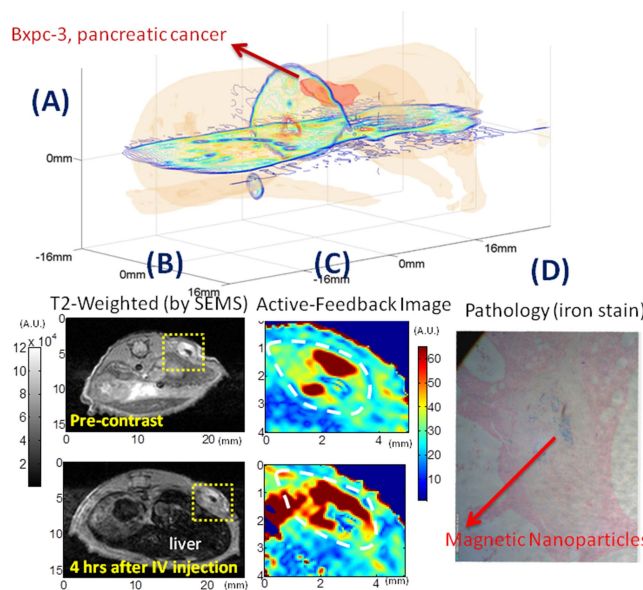 Bxpc-3, pancreatic cancer
(A)
0mm
-16mm
0mm
16mm
-16mm
0mm
16mm
(B)
(C)
(D)
T2-Weighted (by SEMS)
Active-Feedback Image
Pathology (iron stain)
(A.U.)
12
10
8
6
4
2
× 10⁴
0
5
10
15
0
10
20
(mm)
Pre-contrast
0
1
2
3
4
0
2
4
(mm)
(A.U.)
60
50
40
30
20
10
0
5
10
15
0
10
20
(mm)
liver
4 hrs after IV injection
0
1
2
3
4
0
2
4
(mm)
Magnetic Nanoparticles